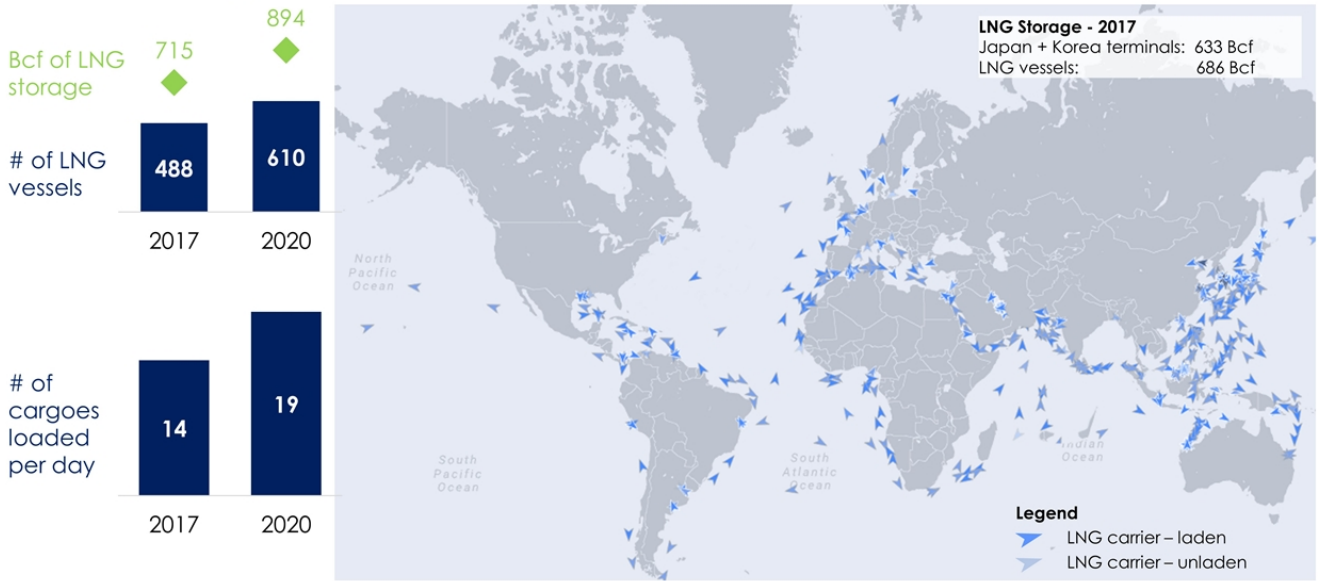 894
715
Bcf of LNG
storage
# of LNG
vessels
488
610
2017
2020
# of
cargoes
loaded
per day
14
19
2017
2020
LNG Storage - 2017
Japan + Korea terminals: 633 Bcf
LNG vessels: 686 Bcf
North
Pacific
Ocean
South
Pacific
Ocean
South
Atlantic
Ocean
Indian
Ocean
Legend
LNG carrier – laden
LNG carrier – unladen